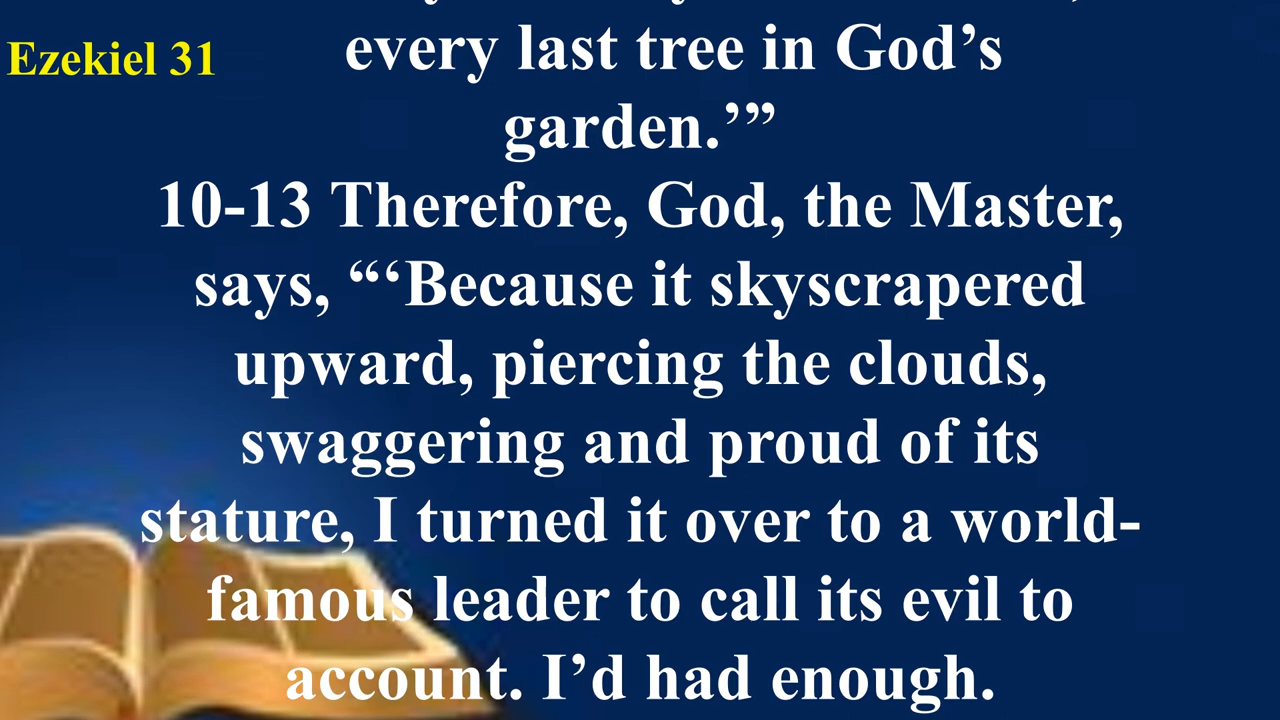 Ezekiel 31
every last tree in God’s
garden.’”
10-13 Therefore, God, the Master,
says, “‘Because it skyscrapered
upward, piercing the clouds,
swaggering and proud of its
stature, I turned it over to a world-
famous leader to call its evil to
account. I’d had enough.